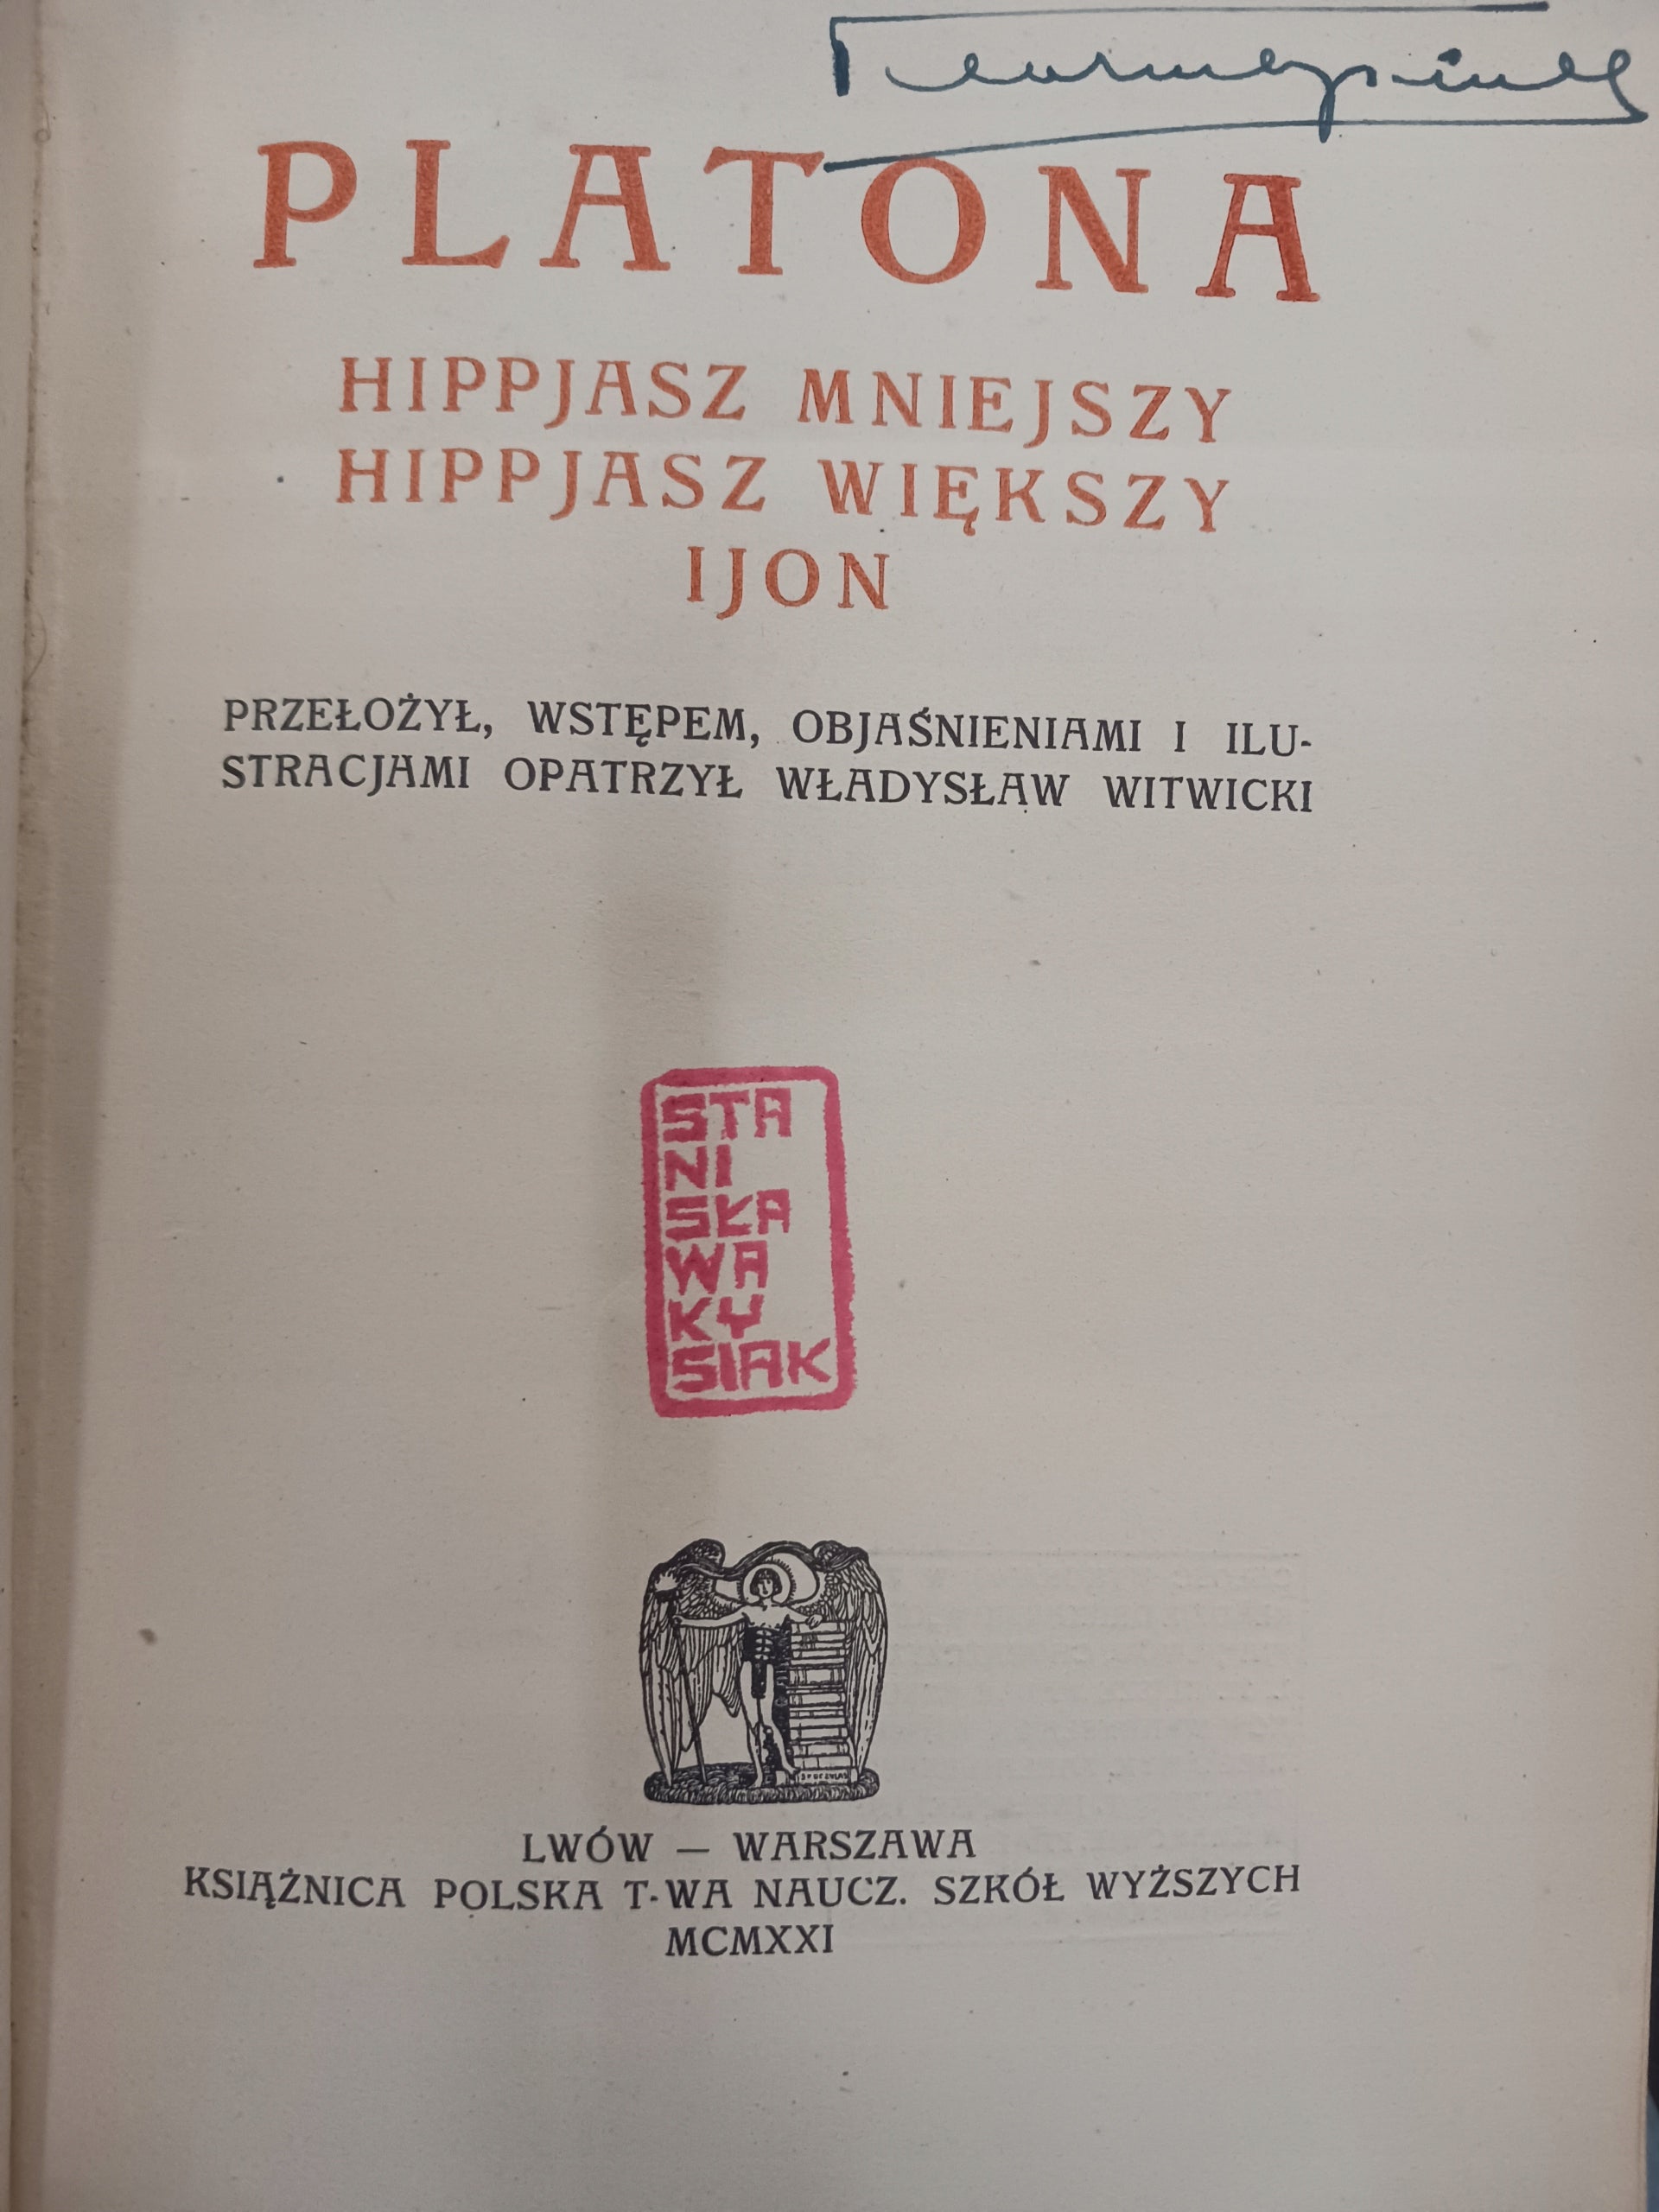 PLATONA
HIPPJASZ MNIEJSZY
HIPPJASZ WIĘKSZY
IJON
PRZEŁOŻYŁ, WSTĘPEM, OBJAŚNIENIAMI I ILU-
STRACJAMI OPATRZYŁ WŁADYSŁAW WITWICKI
STA
NI
SŁA
WA
KY
SIAK
LWÓW — WARSZAWA
KSIĄŻNICA POLSKA T-WA NAUCZ. SZKÓŁ WYŻSZYCH
MCMXXI